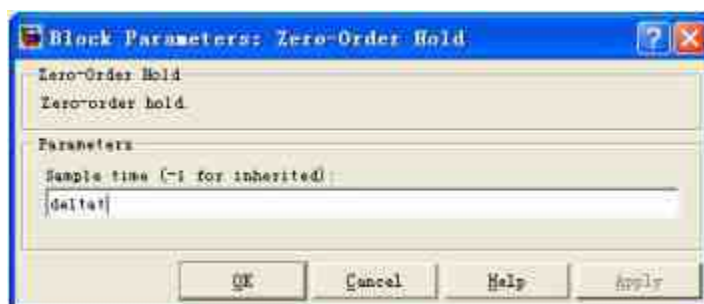 Block Parameters: Zero-Order Hold
Zero-Order Hold
Zero-order hold.
Parameters
Sample time (-1 for inherited):
deltat
OK Cancel Help Apply